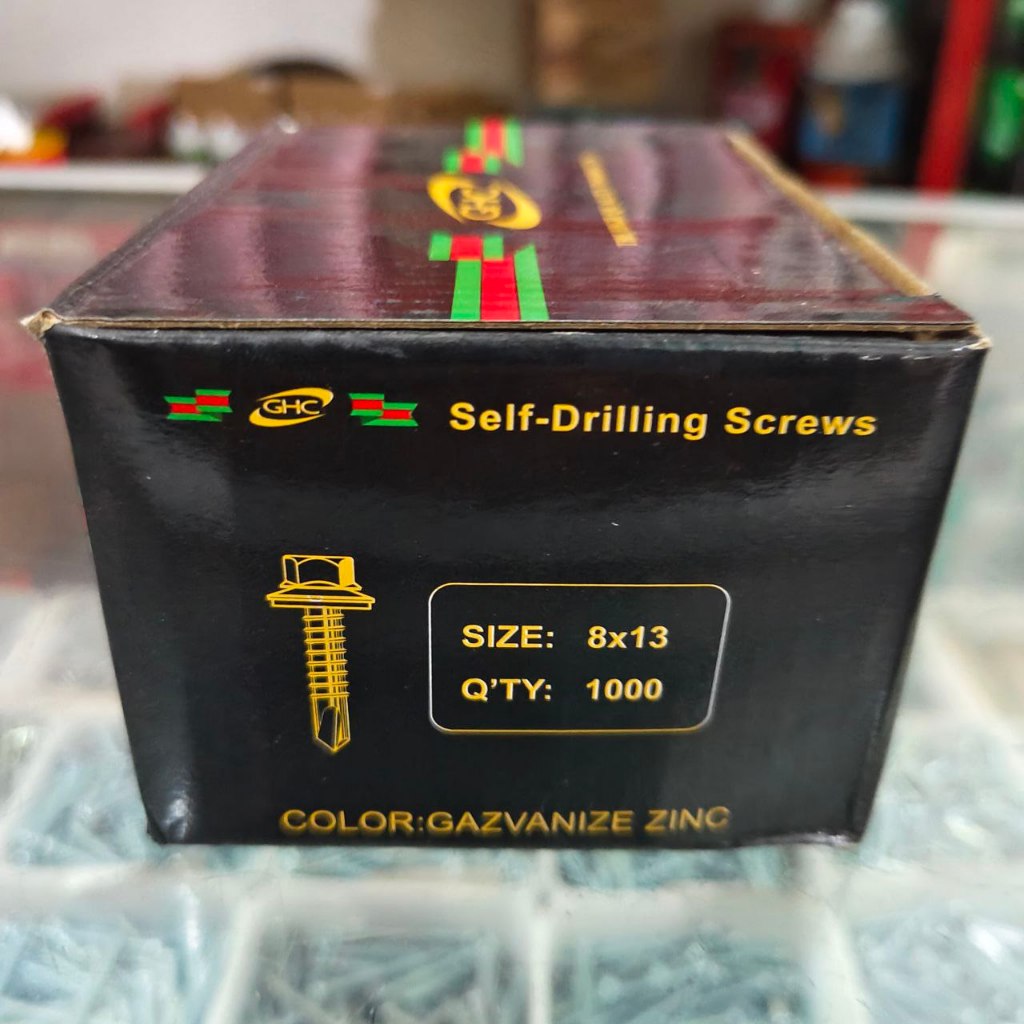 GHC
GHC Self-Drilling Screws
SIZE: 8x13
Q'TY: 1000
COLOR:GAZVANIZE ZINC